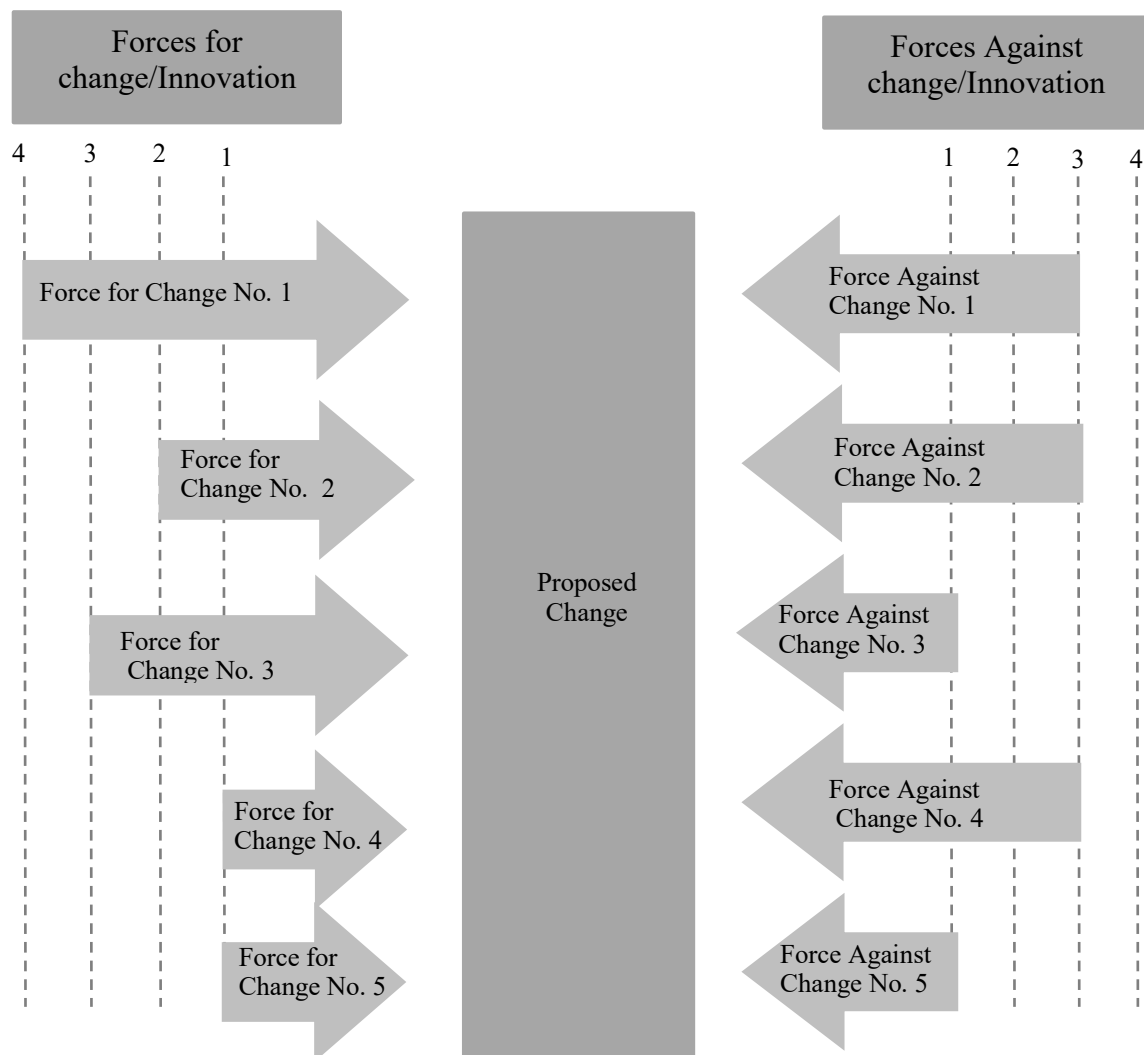 Forces for
change/Innovation
Forces Against
change/Innovation
4 3 2 1
1 2 3 4
Force for Change No. 1
Force for
Change No. 2
Force for
Change No. 3
Force for
Change No. 4
Force for
Change No. 5
Proposed
Change
Force Against
Change No. 1
Force Against
Change No. 2
Force Against
Change No. 3
Force Against
Change No. 4
Force Against
Change No. 5